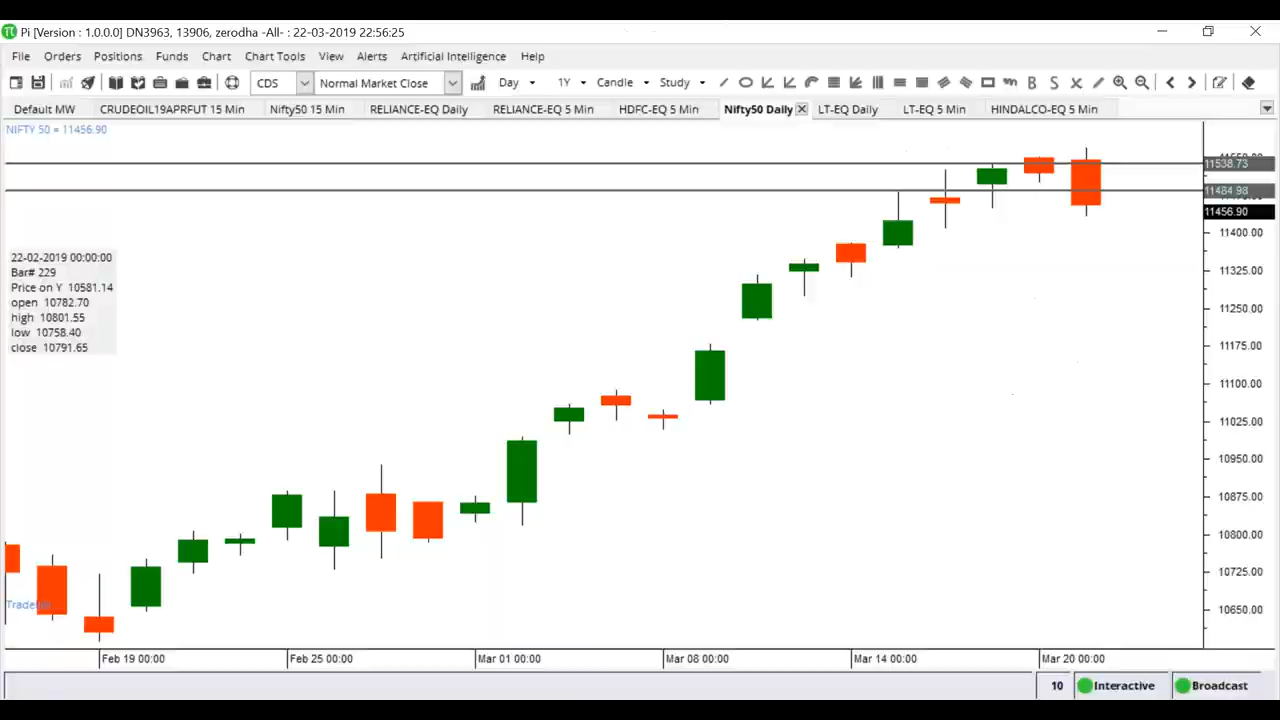 Pi [Version : 1.0.0.0] DN3963, 13906, zerodha -All- : 22-03-2019 22:56:25
File Orders Positions Funds Chart Chart Tools View Alerts Artificial Intelligence Help
CDS Normal Market Close Day 1Y Candle Study B S
Default MW CRUDEOIL19APRFUT 15 Min Nifty50 15 Min RELIANCE-EQ Daily RELIANCE-EQ 5 Min HDFC-EQ 5 Min Nifty50 Daily LT-EQ Daily LT-EQ 5 Min HINDALCO-EQ 5 Min
NIFTY 50 = 11456.90
11538.73
11484.98
11456.90
11400.00
22-02-2019 00:00:00
Bar# 229
11325.00
Price on Y 10581.14
open 10782.70
11250.00
high 10801.55
low 10758.40
close 10791.65
11175.00
11100.00
11025.00
10950.00
10875.00
10800.00
10725.00
10650.00
Feb 19 00:00 Feb 25 00:00 Mar 01 00:00 Mar 08 00:00 Mar 14 00:00 Mar 20 00:00
10 Interactive Broadcast